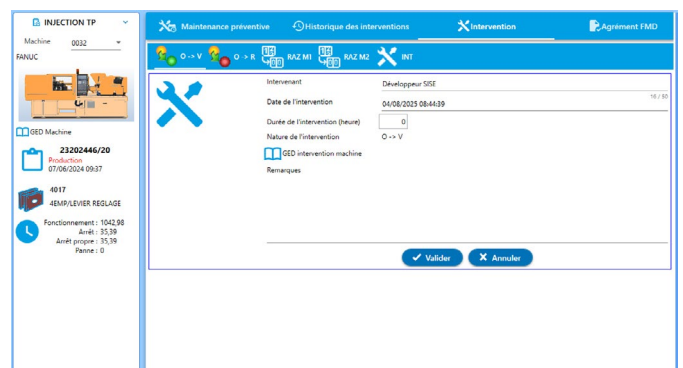 INJECTION TP
Machine 0032
FANUC
GED Machine
23202446/20
Production
07/06/2024 09:37
4017
4EMP/LEVIER REGLAGE
Fonctionnement : 1042,98
Arrêt : 35,39
Arrêt propre : 35,39
Panne : 0
Maintenance préventive
Historique des interventions
Intervention
Agrément FMD
O -> V
O -> R
RAZ M1
RAZ M2
INT
Intervenant Développeur SISE
16 / 50
Date de l'intervention 04/08/2025 08:44:39
Durée de l'intervention (heure) 0
Nature de l'intervention O -> V
GED intervention machine
Remarques
Valider
Annuler